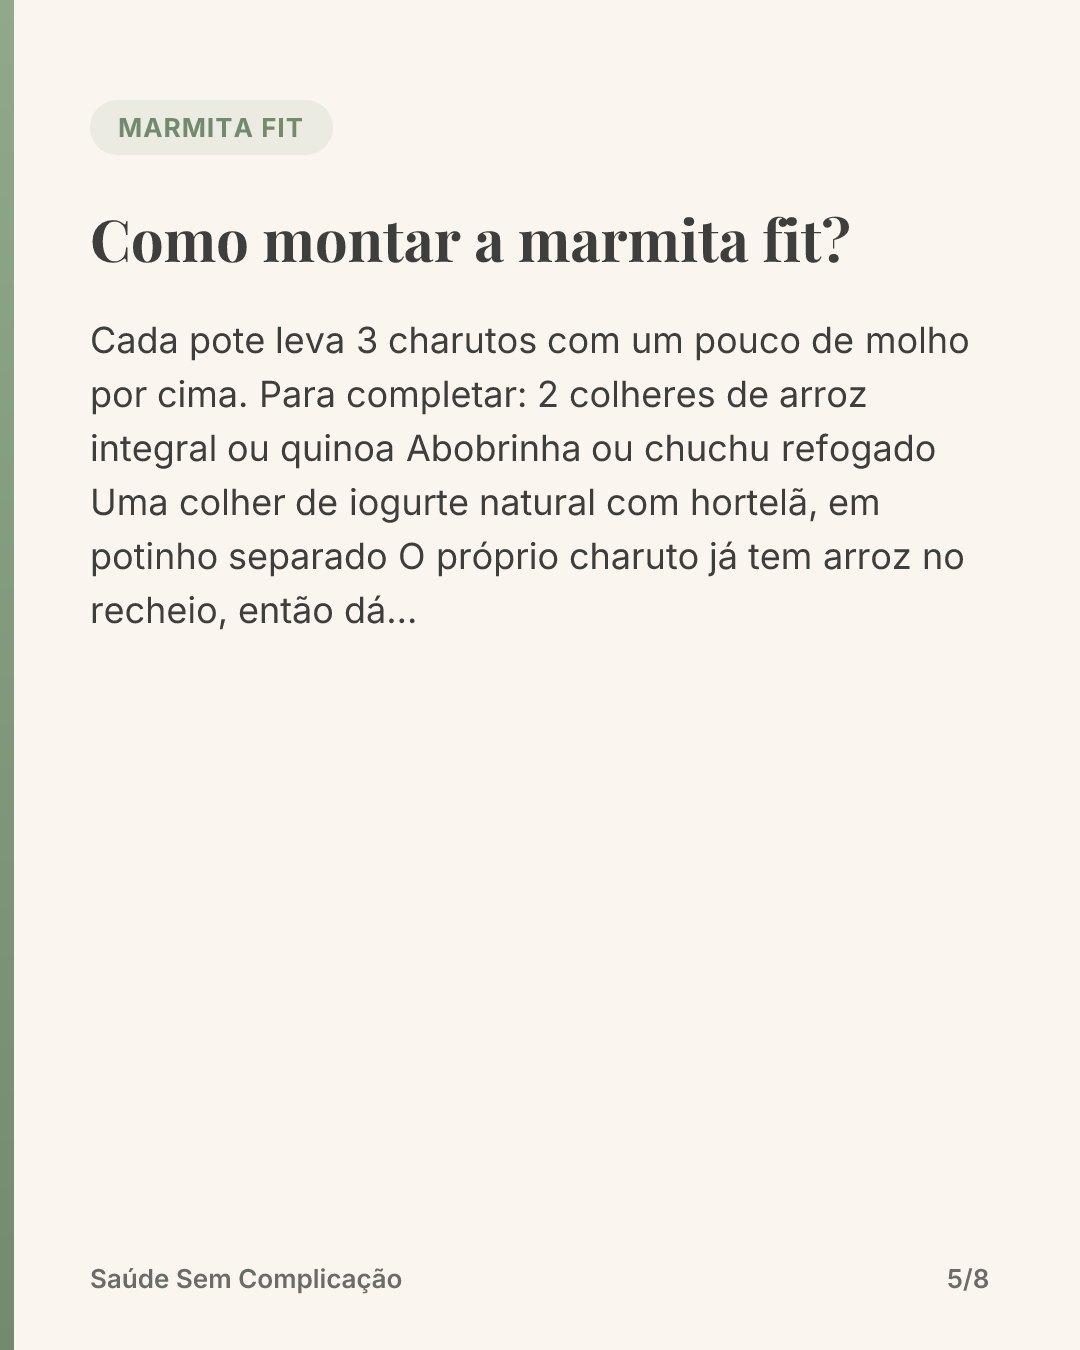 MARMITA FIT
Como montar a marmita fit?
Cada pote leva 3 charutos com um pouco de molho
por cima. Para completar: 2 colheres de arroz
integral ou quinoa Abobrinha ou chuchu refogado
Uma colher de iogurte natural com hortelã, em
potinho separado O próprio charuto já tem arroz no
recheio, então dá...
Saúde Sem Complicação
5/8